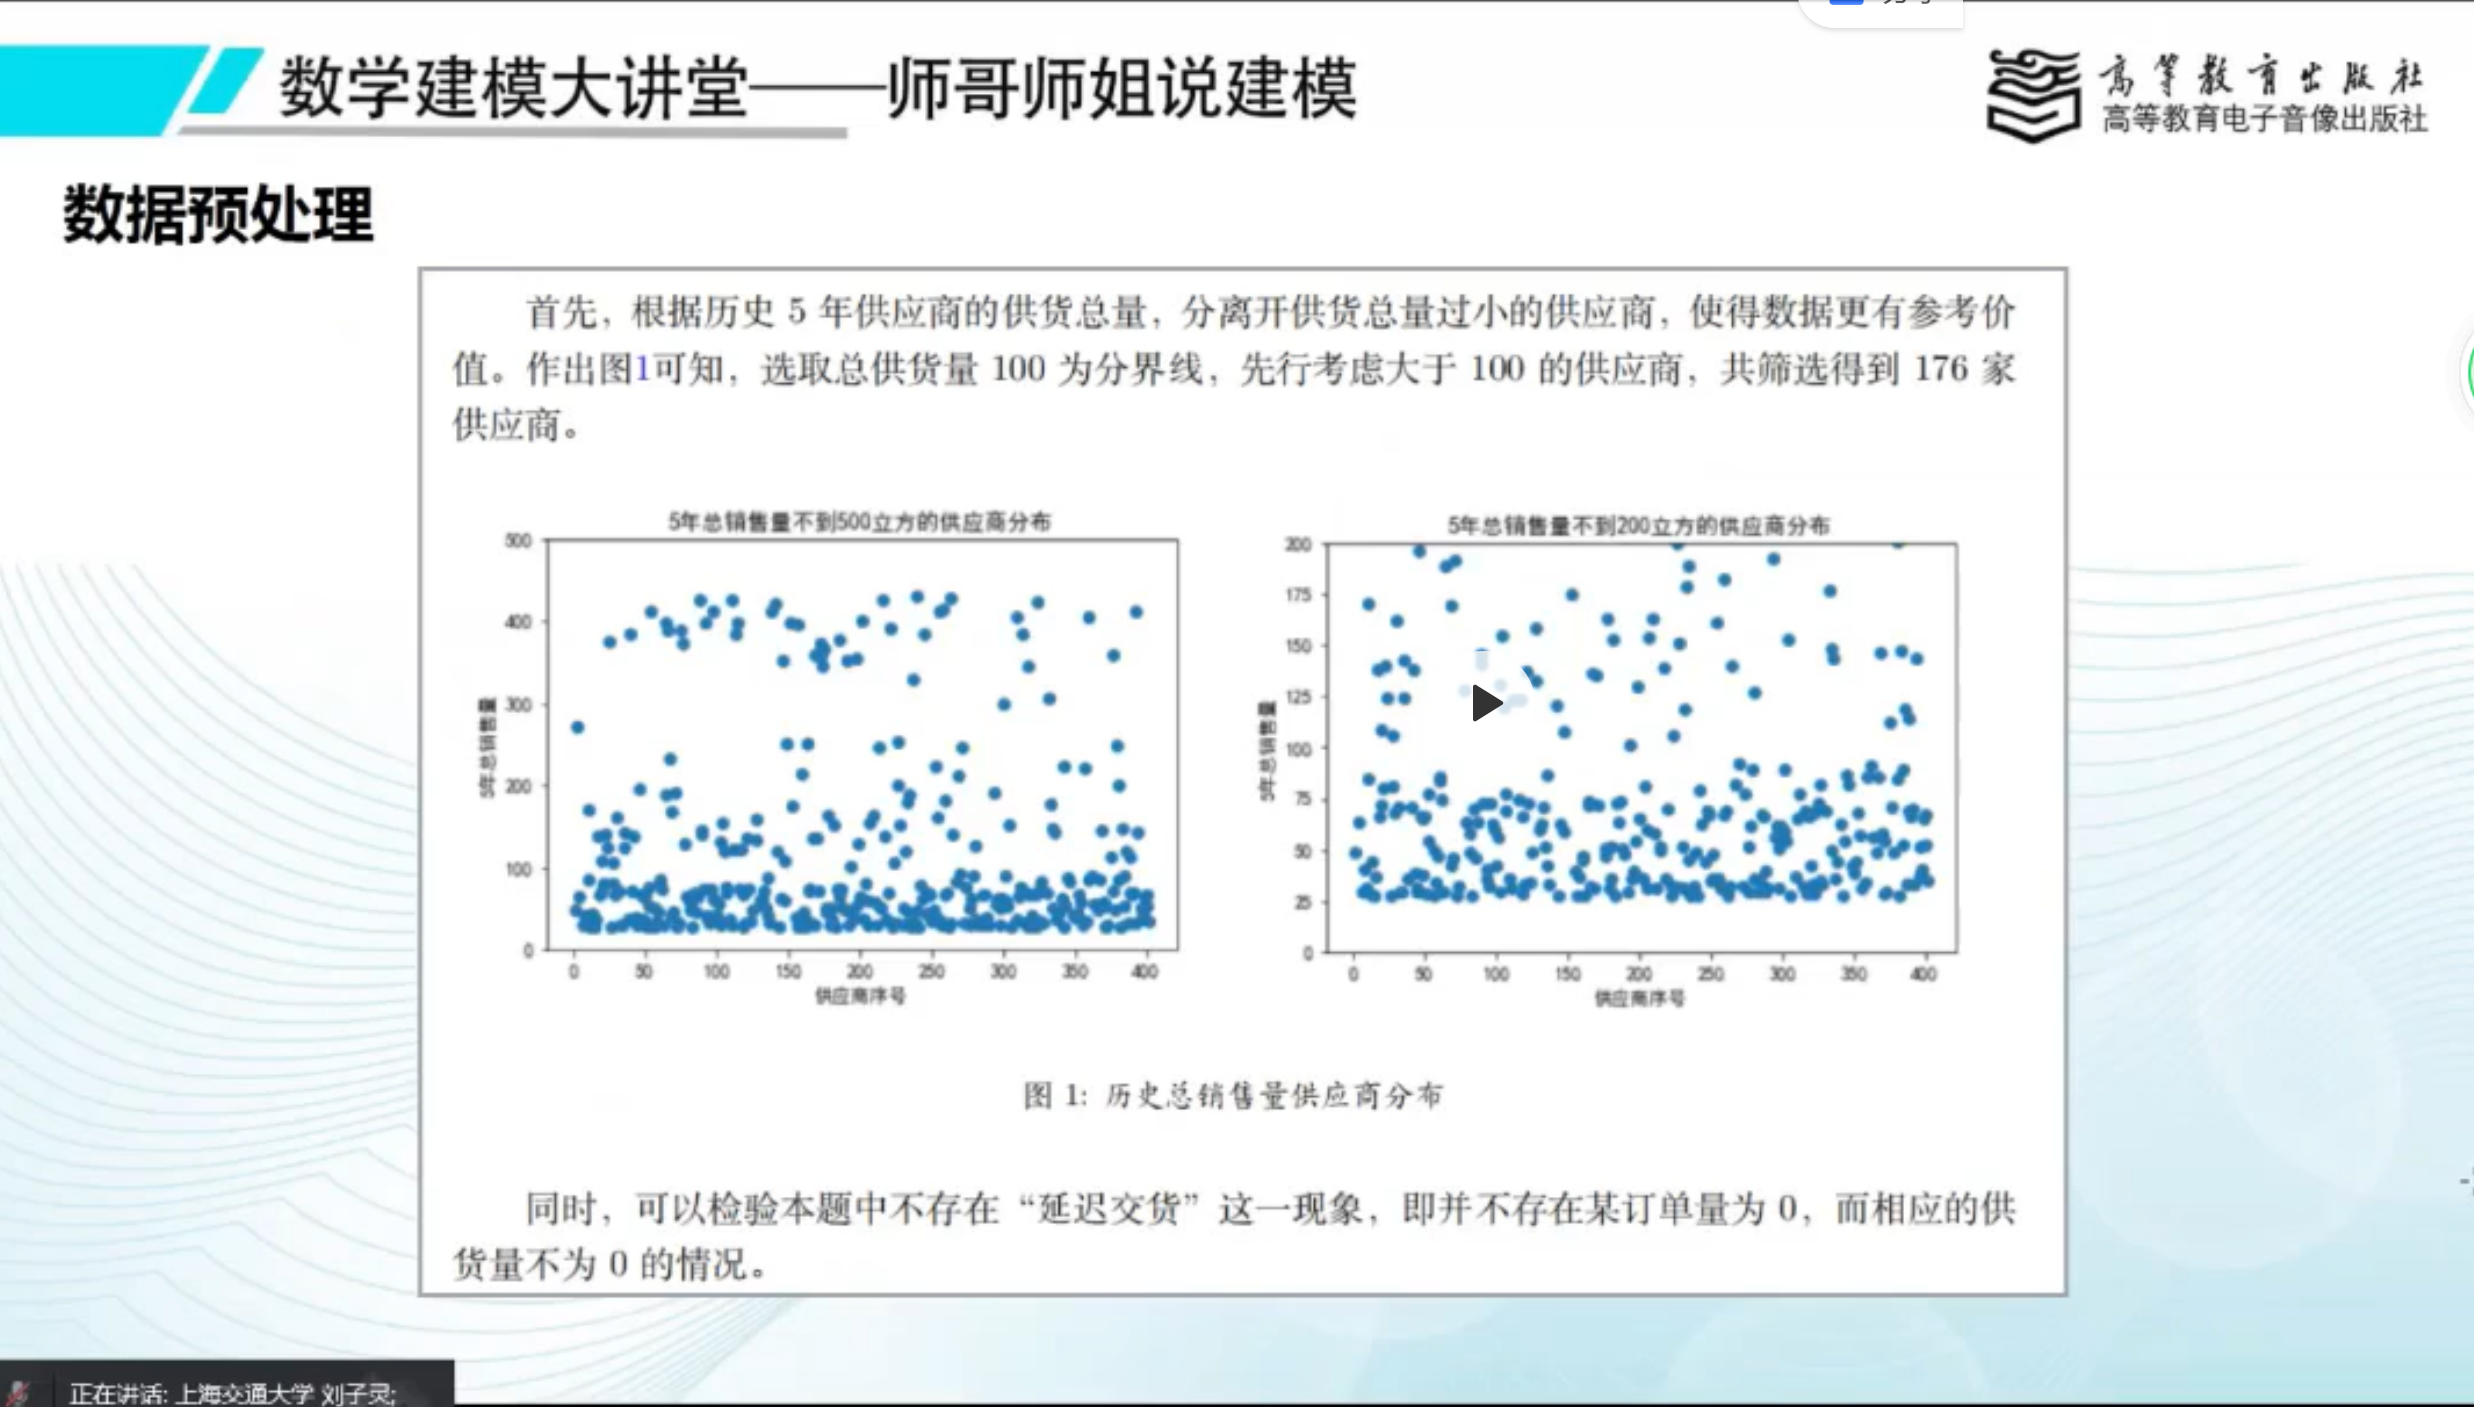 数学建模大讲堂——师哥师姐说建模
高等教育出版社
高等教育电子音像出版社
数据预处理
首先，根据历史 5 年供应商的供货总量，分离开供货总量过小的供应商，使得数据更有参考价
值。作出图1可知，选取总供货量 100 为分界线，先行考虑大于 100 的供应商，共筛选得到 176 家
供应商。
5年总销售量不到500立方的供应商分布
500
400
300
200
100
0
5年总销售量
0 50 100 150 200 250 300 350 400
供应商序号
5年总销售量不到200立方的供应商分布
200
175
150
125
100
75
50
25
0
5年总销售量
0 50 100 150 200 250 300 350 400
供应商序号
图 1: 历史总销售量供应商分布
同时，可以检验本题中不存在“延迟交货”这一现象，即并不存在某订单量为 0，而相应的供
货量不为 0 的情况。
正在讲话: 上海交通大学 刘子灵;